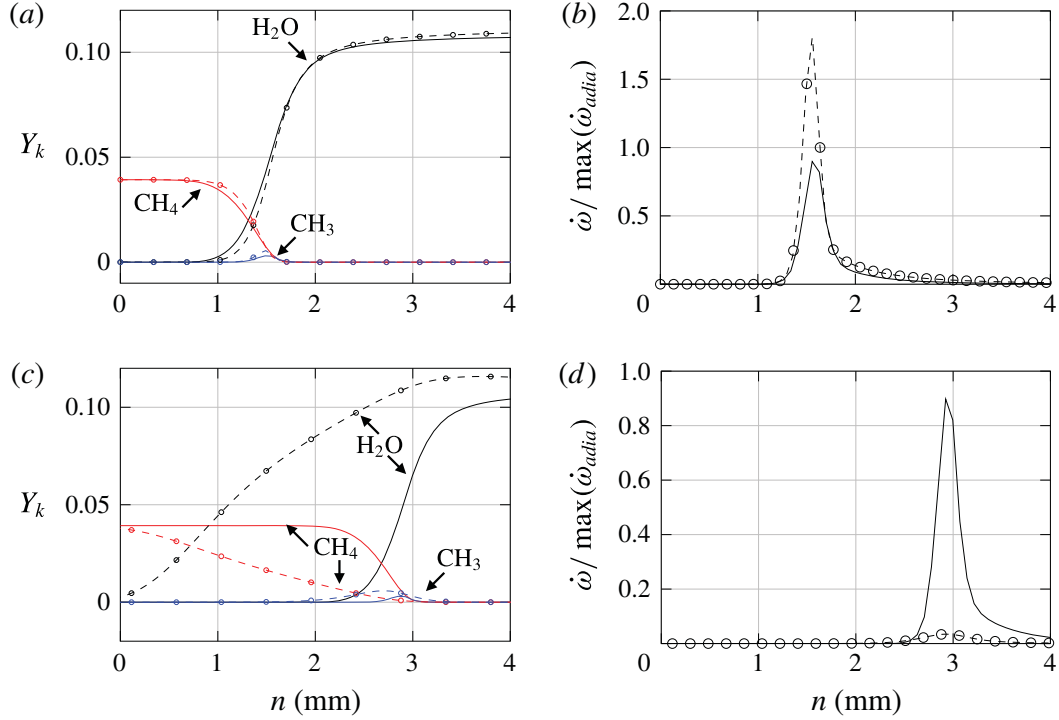 (a)
H₂O
CH₄
CH₃
Yₖ
0.10
0.05
0
0 1 2 3 4
n (mm)
(b)
2.0
1.5
1.0
0.5
0
ω̇/ max(ω̇ₐdᵢₐ)
0 1 2 3 4
n (mm)
(c)
H₂O
CH₄
CH₃
Yₖ
0.10
0.05
0
0 1 2 3 4
n (mm)
(d)
1.0
0.8
0.6
0.4
0.2
0
ω̇/ max(ω̇ₐdᵢₐ)
1 2 3 4
n (mm)